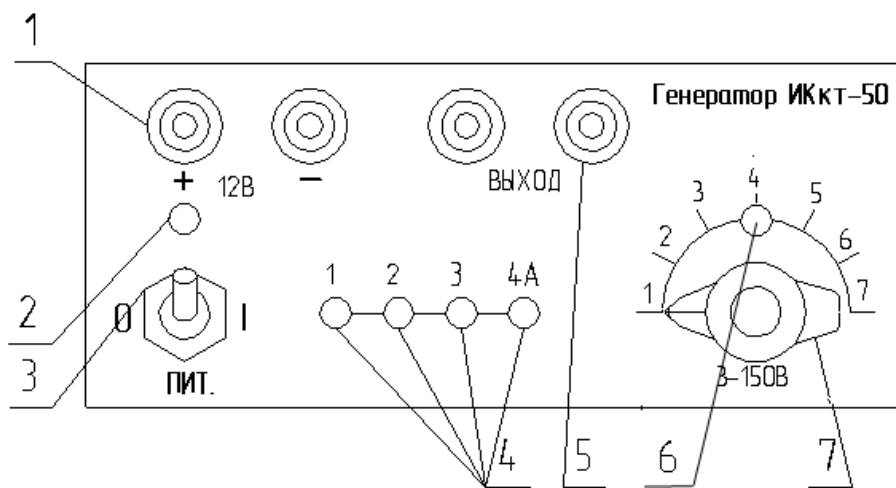 1
Генератор ИКкт-50
+ 12В −
ВЫХОД
1 2 3 4А
1 2 3 4 5 6 7
2
0 I
3
ПИТ.
3-150В
4 5 6 7